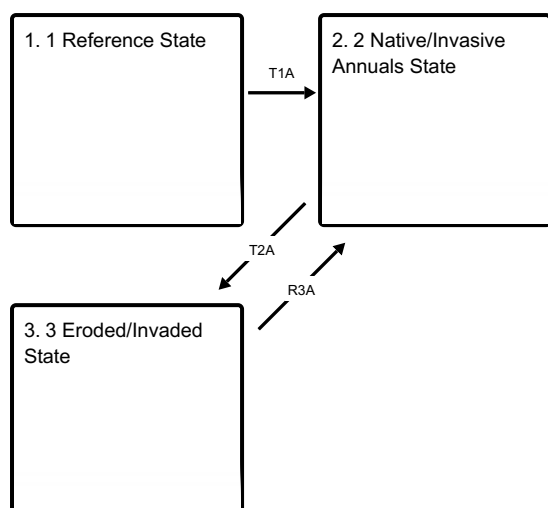 1. 1 Reference State
2. 2 Native/Invasive
Annuals State
T1A
T2A
R3A
3. 3 Eroded/Invaded
State